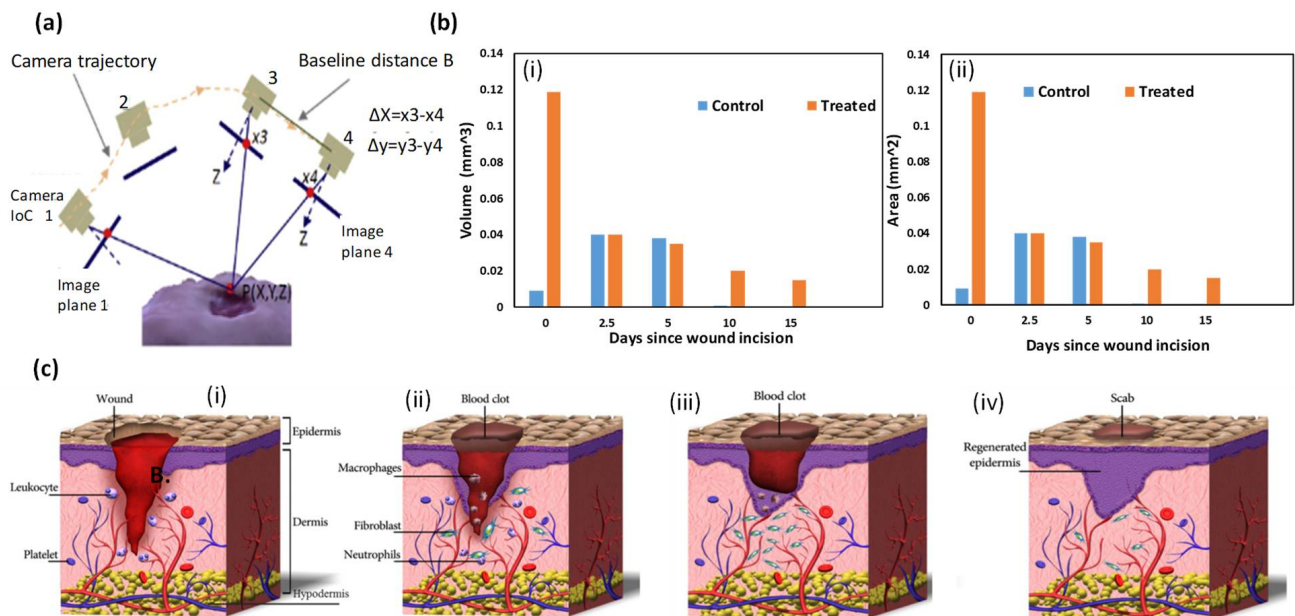 (a)
Camera trajectory
Baseline distance B
2
3
ΔX=x3-x4
Δy=y3-y4
4
x3
Z
x4
Z
Camera
IoC 1
Image
plane 4
Image
plane 1
P(X,Y,Z)
(b)
(i)
Control
Treated
Volume (mm^3)
0.14
0.12
0.1
0.08
0.06
0.04
0.02
0
0
2.5
5
10
15
Days since wound incision
(ii)
Control
Treated
Area (mm^2)
0.14
0.12
0.1
0.08
0.06
0.04
0.02
0
0
2.5
5
10
15
Days since wound incision
(c)
(i)
Wound
Epidermis
B.
Leukocyte
Dermis
Platelet
Hypodermis
(ii)
Blood clot
Macrophages
Fibroblast
Neutrophils
(iii)
Blood clot
(iv)
Scab
Regenerated
epidermis